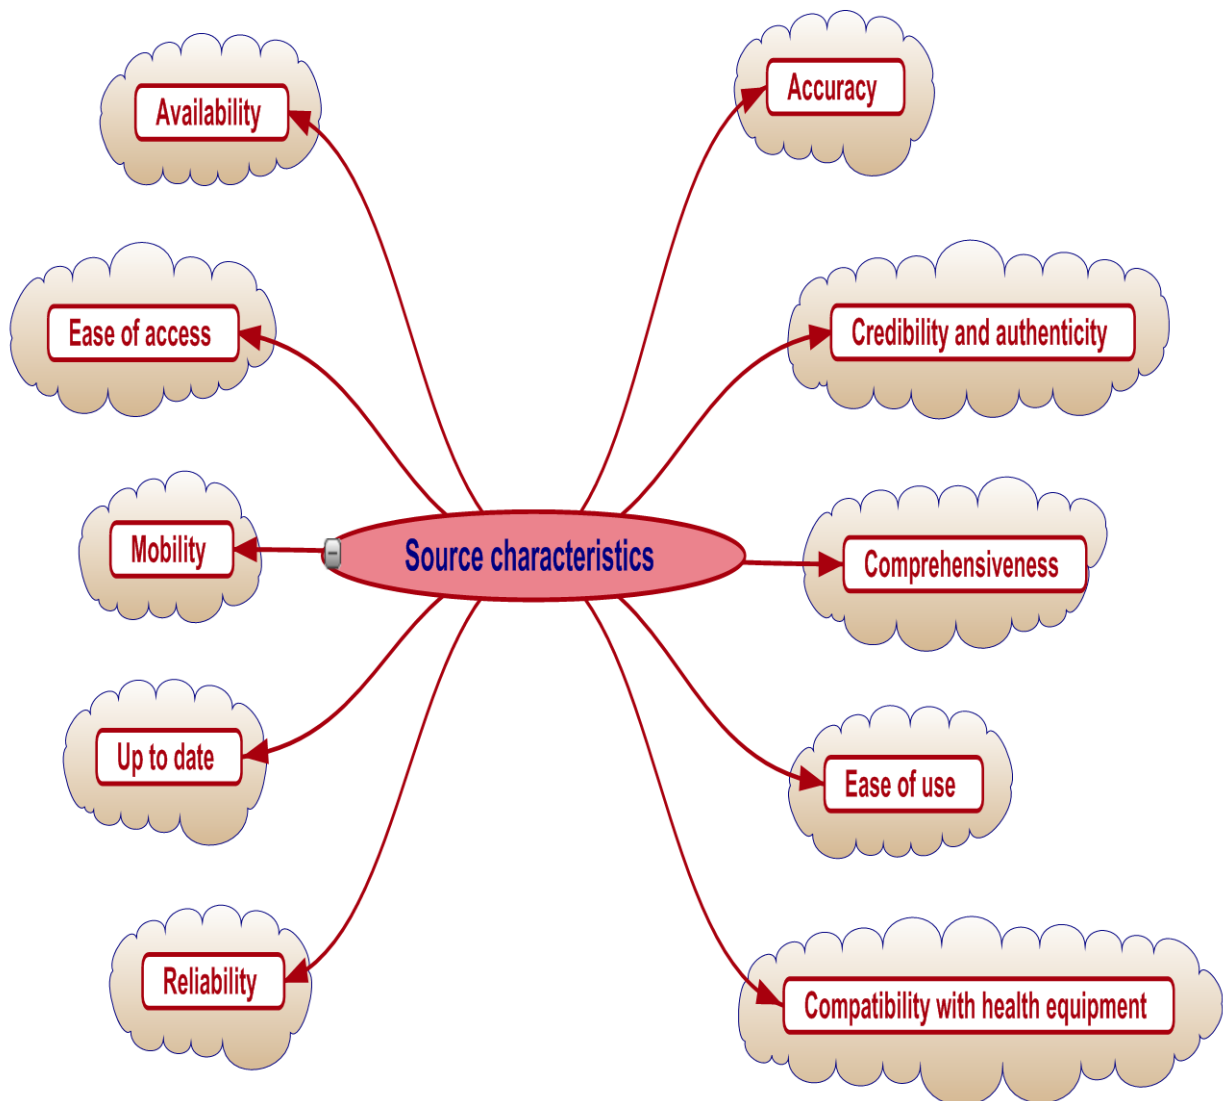 Availability
Accuracy
Ease of access
Credibility and authenticity
Mobility
Source characteristics
Comprehensiveness
Up to date
Ease of use
Reliability
Compatibility with health equipment